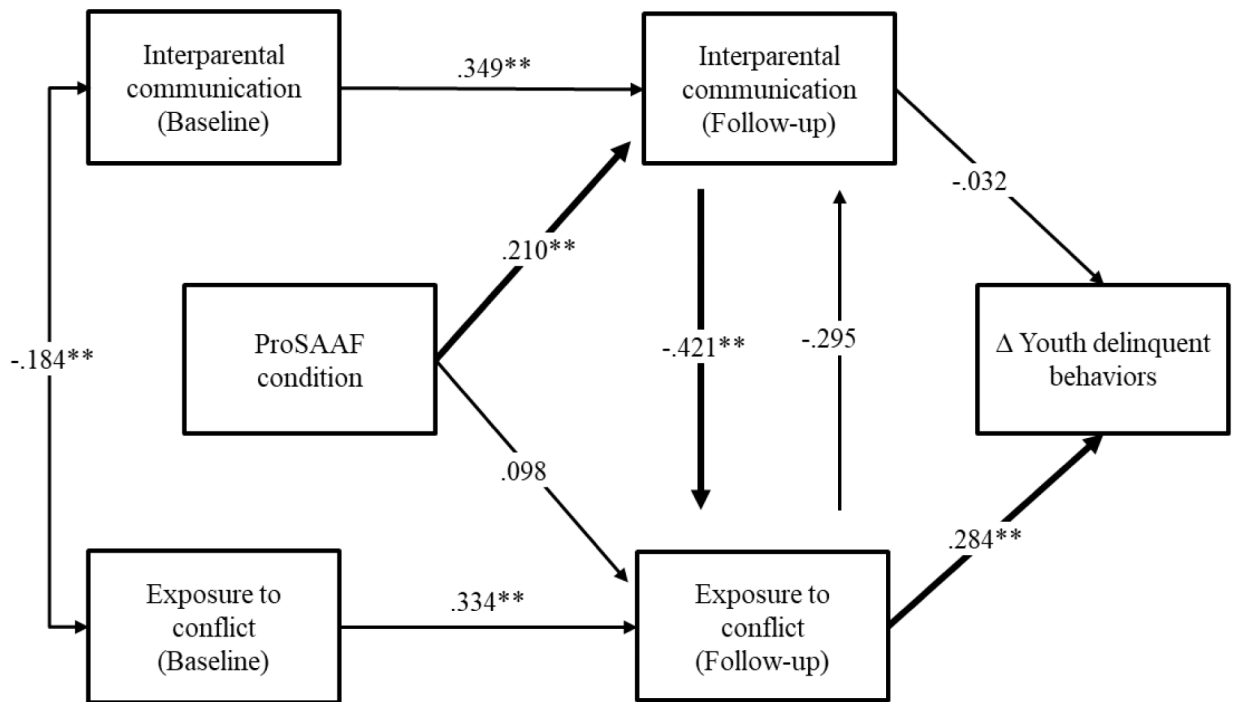 Interparental
communication
(Baseline)
.349**
Interparental
communication
(Follow-up)
-.032
.210**
-.184**
ProSAAF
condition
-.421**
-.295
Δ Youth delinquent
behaviors
.098
Exposure to
conflict
(Baseline)
.334**
Exposure to
conflict
(Follow-up)
.284**